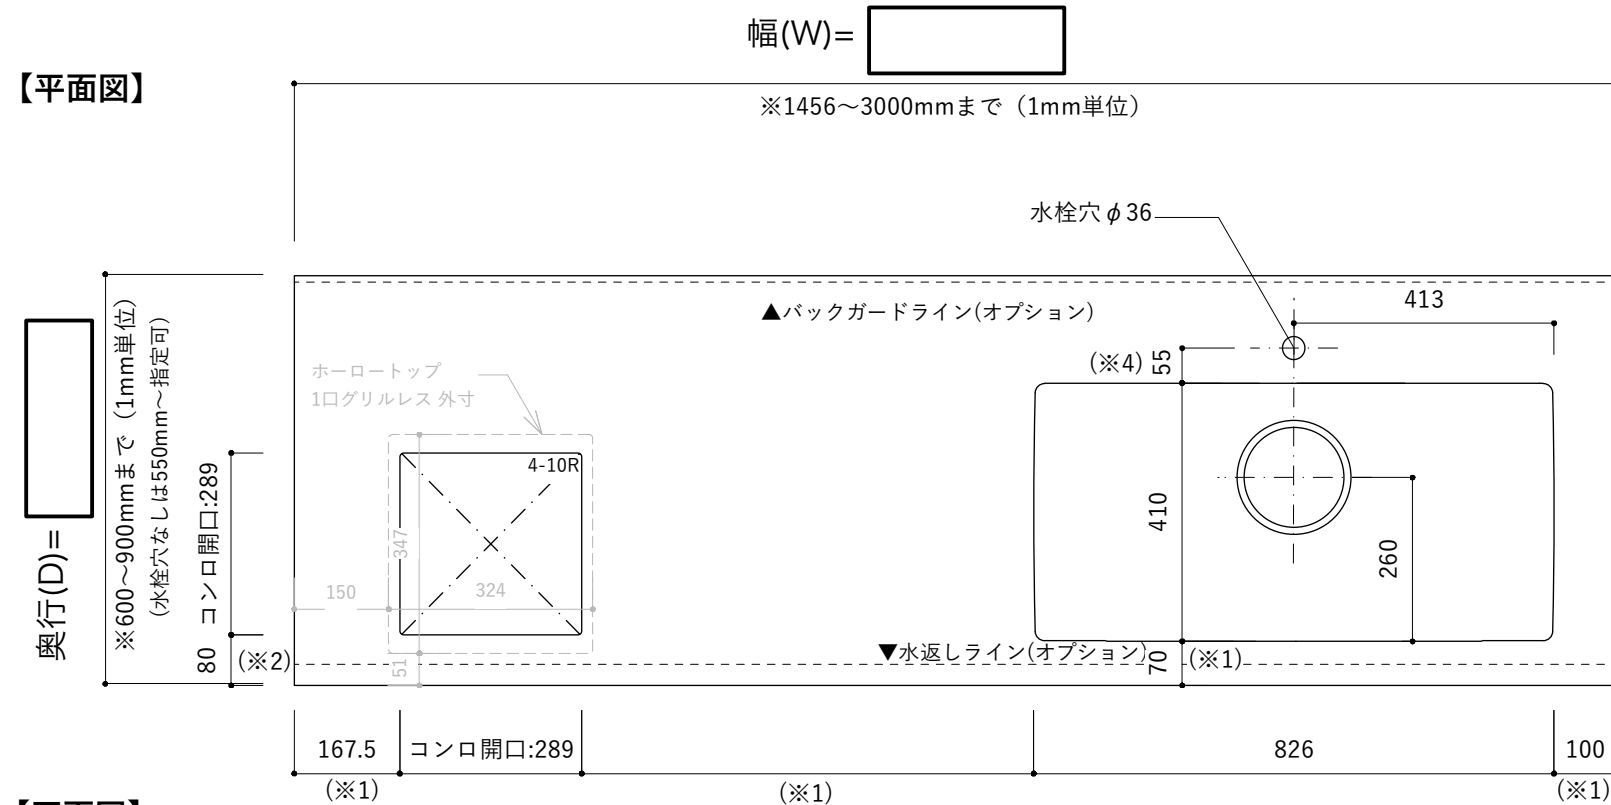 幅(W)=
【平面図】
※1456〜3000mmまで（1mm単位）
水栓穴φ36
413
▲バックガードライン(オプション)
(※4)
55
ホーロートップ
1口グリルレス 外寸
4-10R
奥行(D)=
※600〜900mmまで（1mm単位）
(水栓穴なしは550mm〜指定可)
コンロ開口:289
80
(※2)
347
150
324
51
410
260
▼水返しライン(オプション)
70
(※1)
167.5
コンロ開口:289
826
100
(※1)
(※1)
(※1)